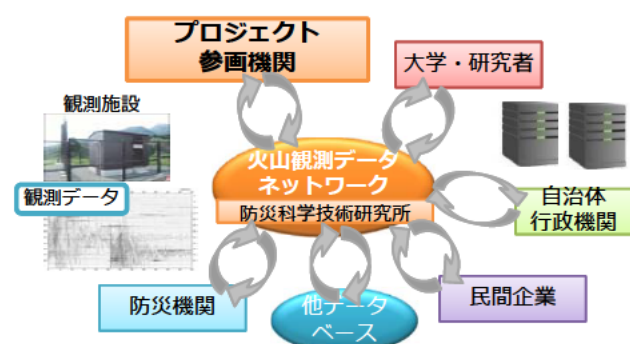 プロジェクト
参画機関
大学・研究者
観測施設
火山観測データ
ネットワーク
防災科学技術研究所
観測データ
自治体
行政機関
防災機関
他データ
ベース
民間企業